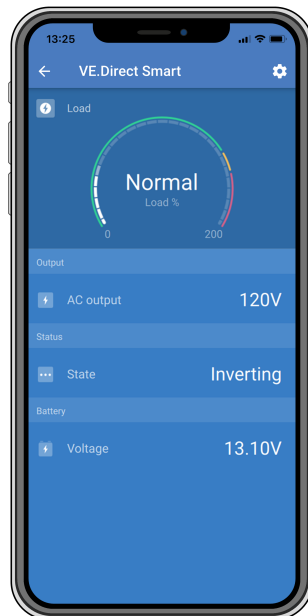 13:25
VE.Direct Smart
Load
Normal
Load %
0 200
Output
AC output 120V
Status
State Inverting
Battery
Voltage 13.10V